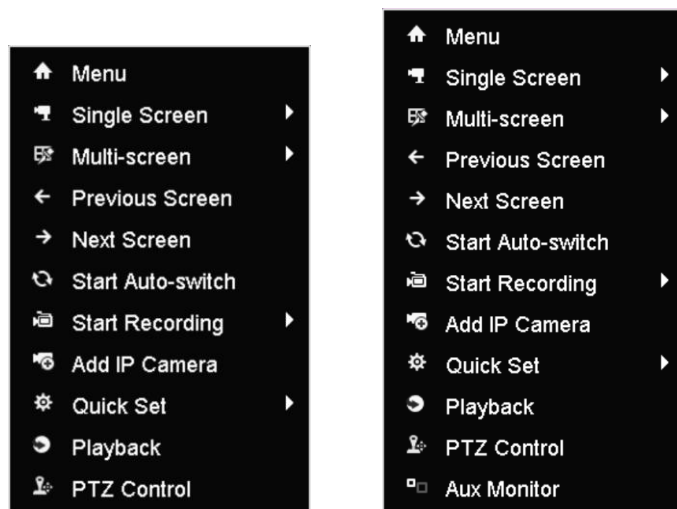 Menu
Single Screen
Multi-screen
Previous Screen
Next Screen
Start Auto-switch
Start Recording
Add IP Camera
Quick Set
Playback
PTZ Control
Menu
Single Screen
Multi-screen
Previous Screen
Next Screen
Start Auto-switch
Start Recording
Add IP Camera
Quick Set
Playback
PTZ Control
Aux Monitor